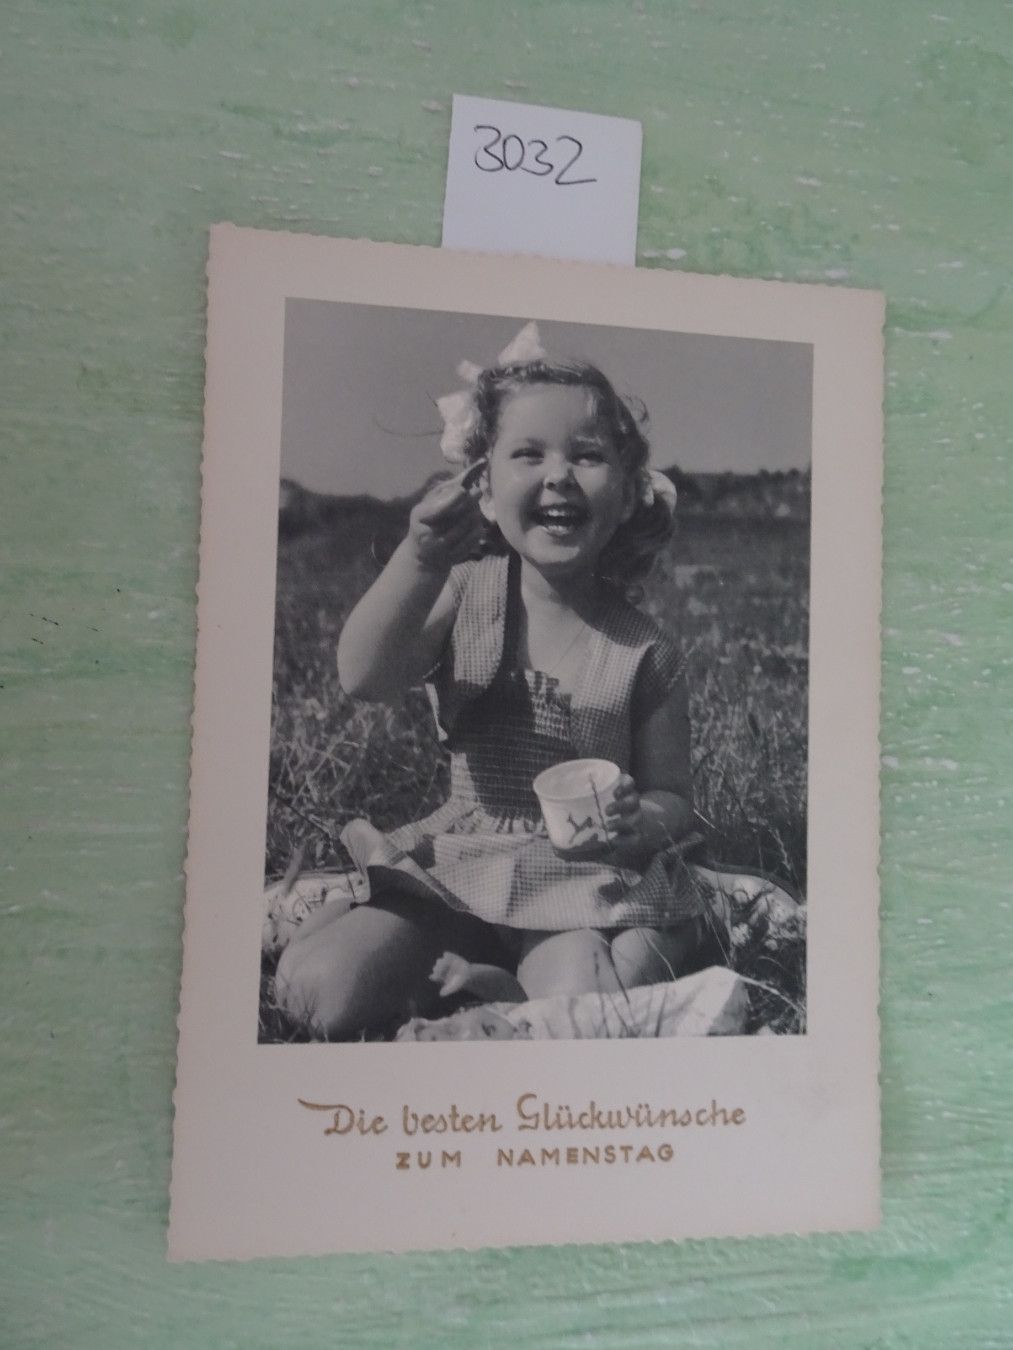 3032
Die besten Glückwünsche
ZUM NAMENSTAG